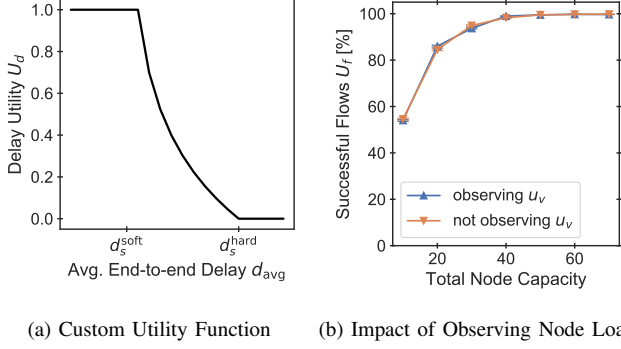 1.0
0.8
0.6
0.4
0.2
0.0
Delay Utility U_d
d_s^soft
d_s^hard
Avg. End-to-end Delay d_avg
(a) Custom Utility Function
100
80
60
40
20
0
Successful Flows U_f [%]
observing u_v
not observing u_v
20 40 60
Total Node Capacity
(b) Impact of Observing Node Loa